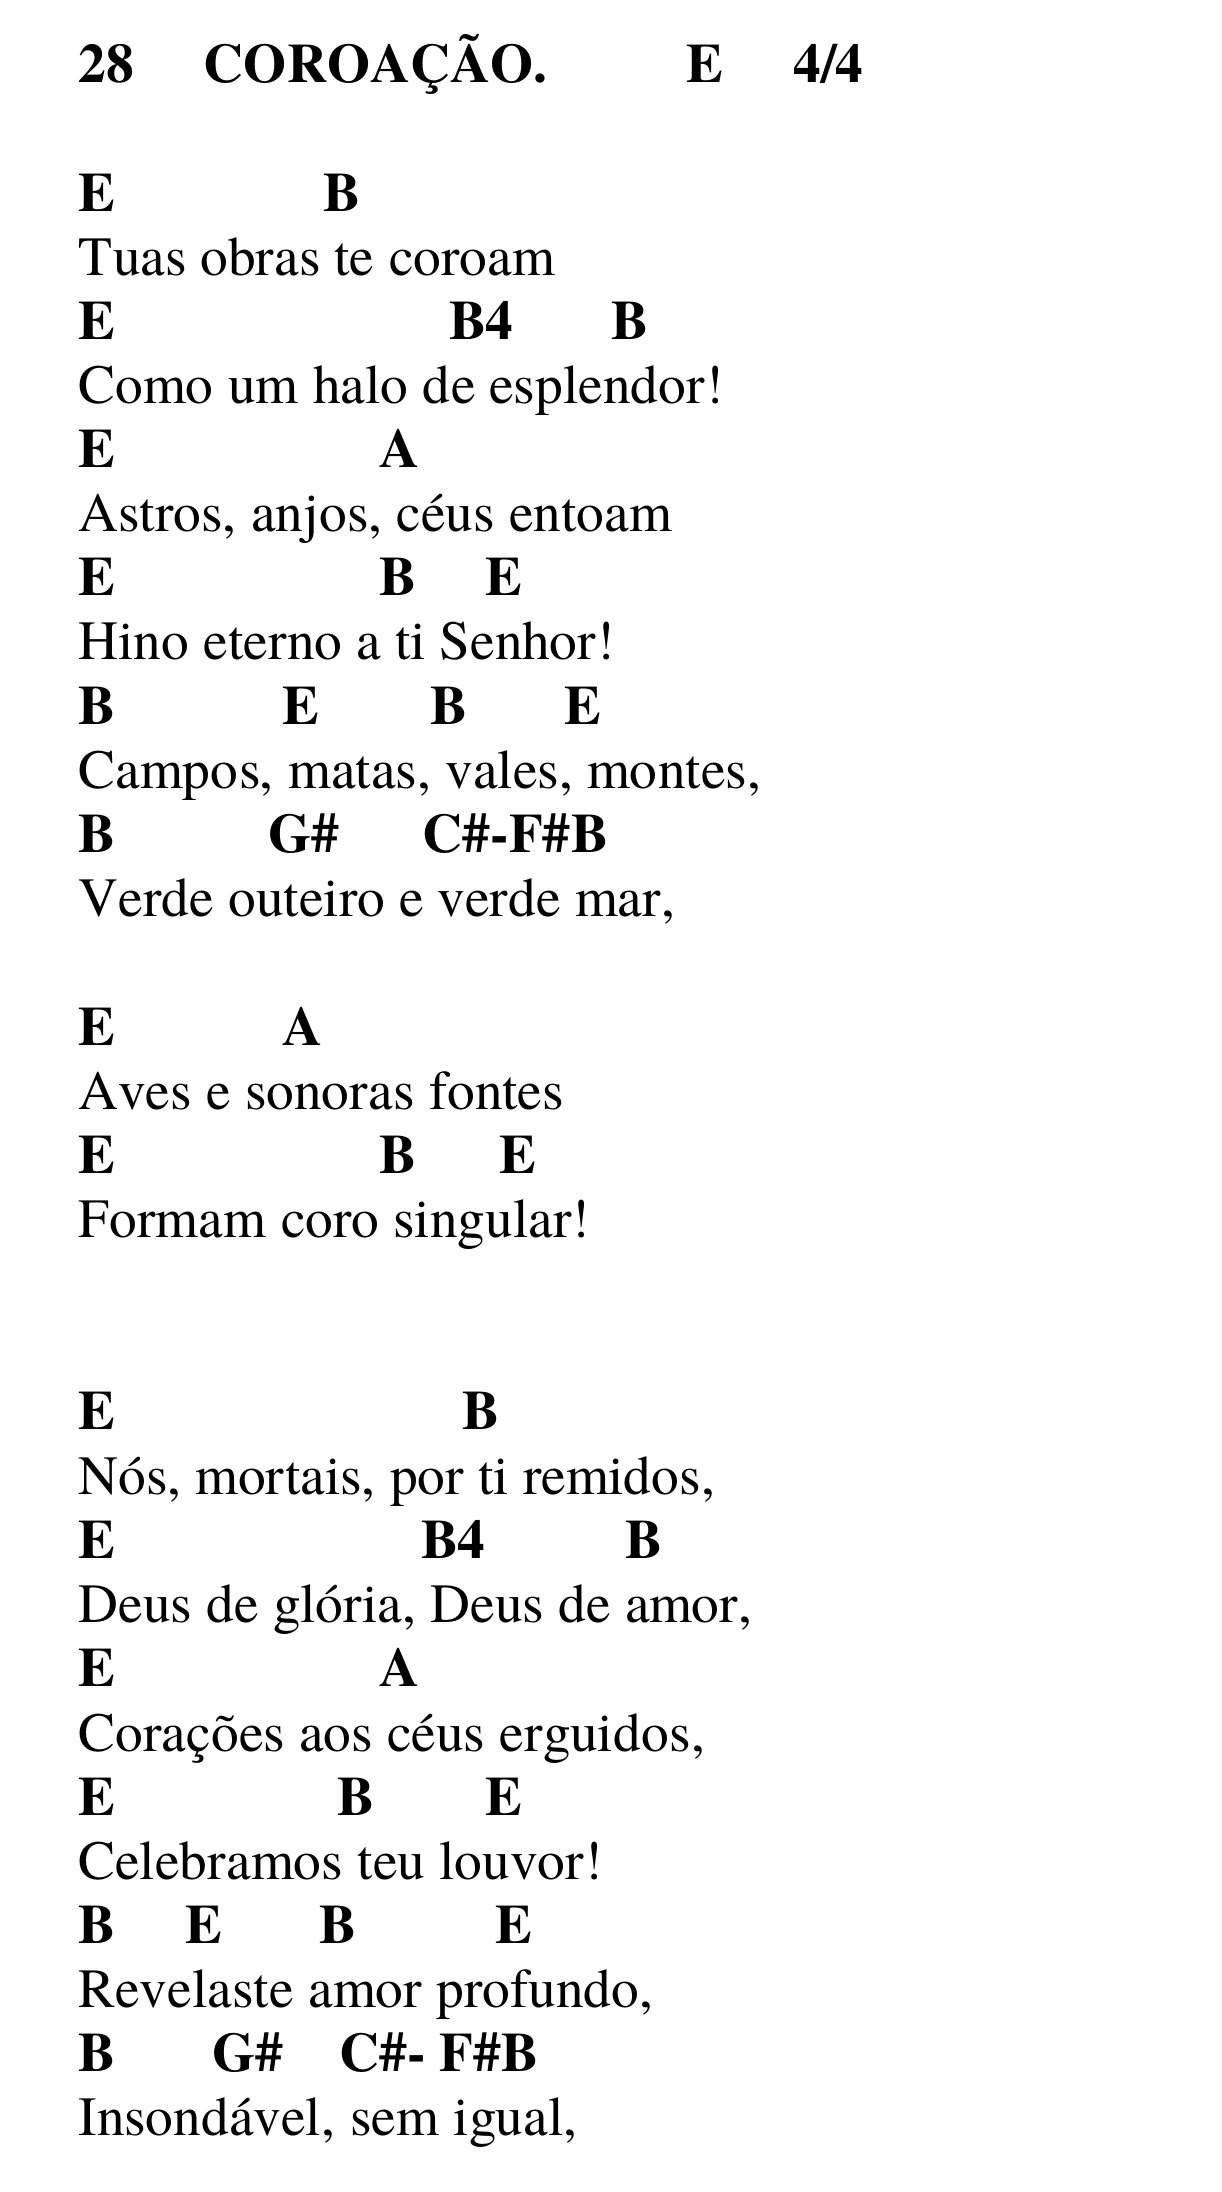 28 COROAÇÃO. E 4/4
E B
Tuas obras te coroam
E B4 B
Como um halo de esplendor!
E A
Astros, anjos, céus entoam
E B E
Hino eterno a ti Senhor!
B E B E
Campos, matas, vales, montes,
B G# C#-F#B
Verde outeiro e verde mar,
E A
Aves e sonoras fontes
E B E
Formam coro singular!
E B
Nós, mortais, por ti remidos,
E B4 B
Deus de glória, Deus de amor,
E A
Corações aos céus erguidos,
E B E
Celebramos teu louvor!
B E B E
Revelaste amor profundo,
B G# C#- F#B
Insondável, sem igual,